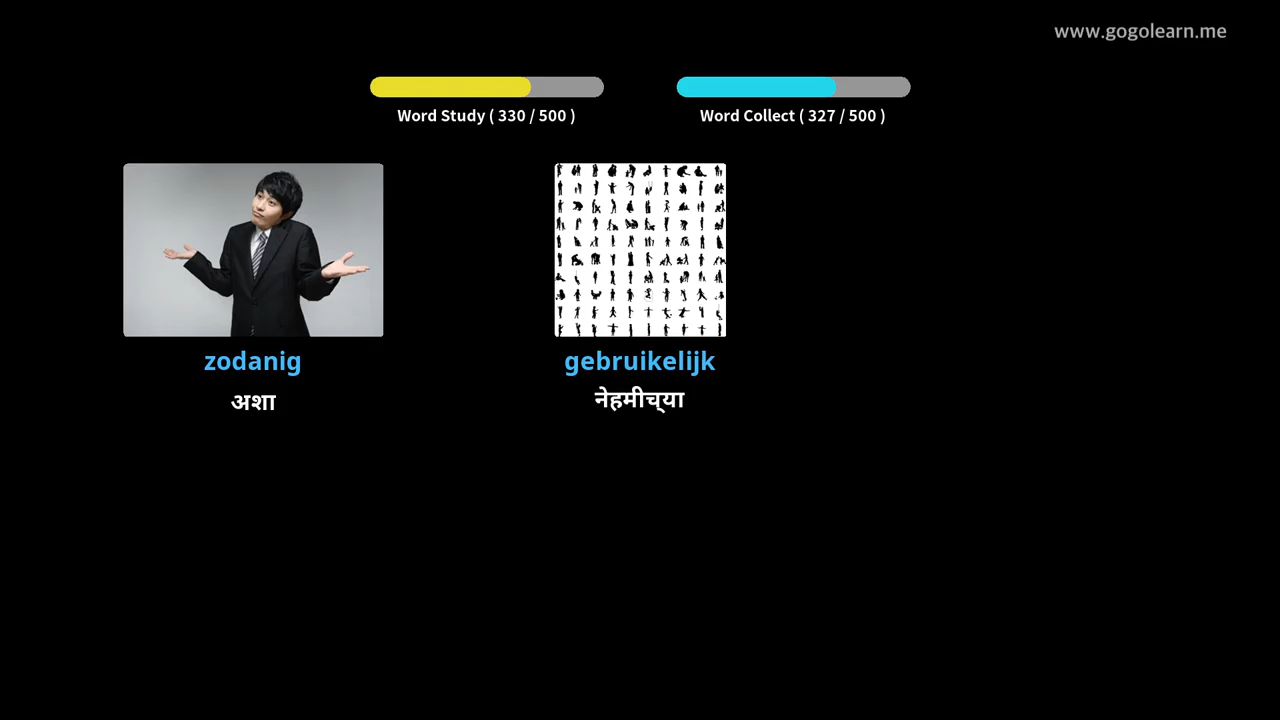 www.gogolearn.me
Word Study ( 330 / 500 )
Word Collect ( 327 / 500 )
zodanig
अशा
gebruikelijk
नेहमीच्या